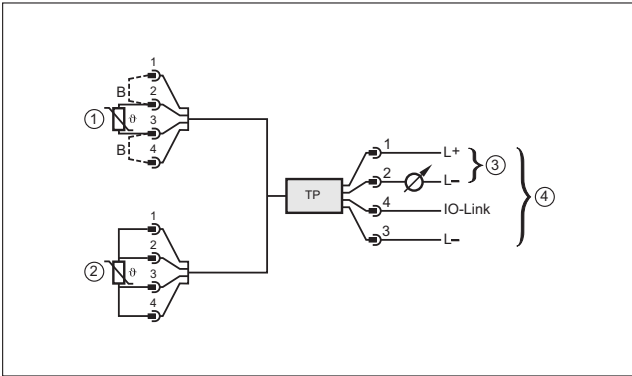 1
B 2
① ϑ 3
B 4
1
2
② ϑ 3
4
TP
1 L+
2 L– ③
4 IO-Link ④
3 L–